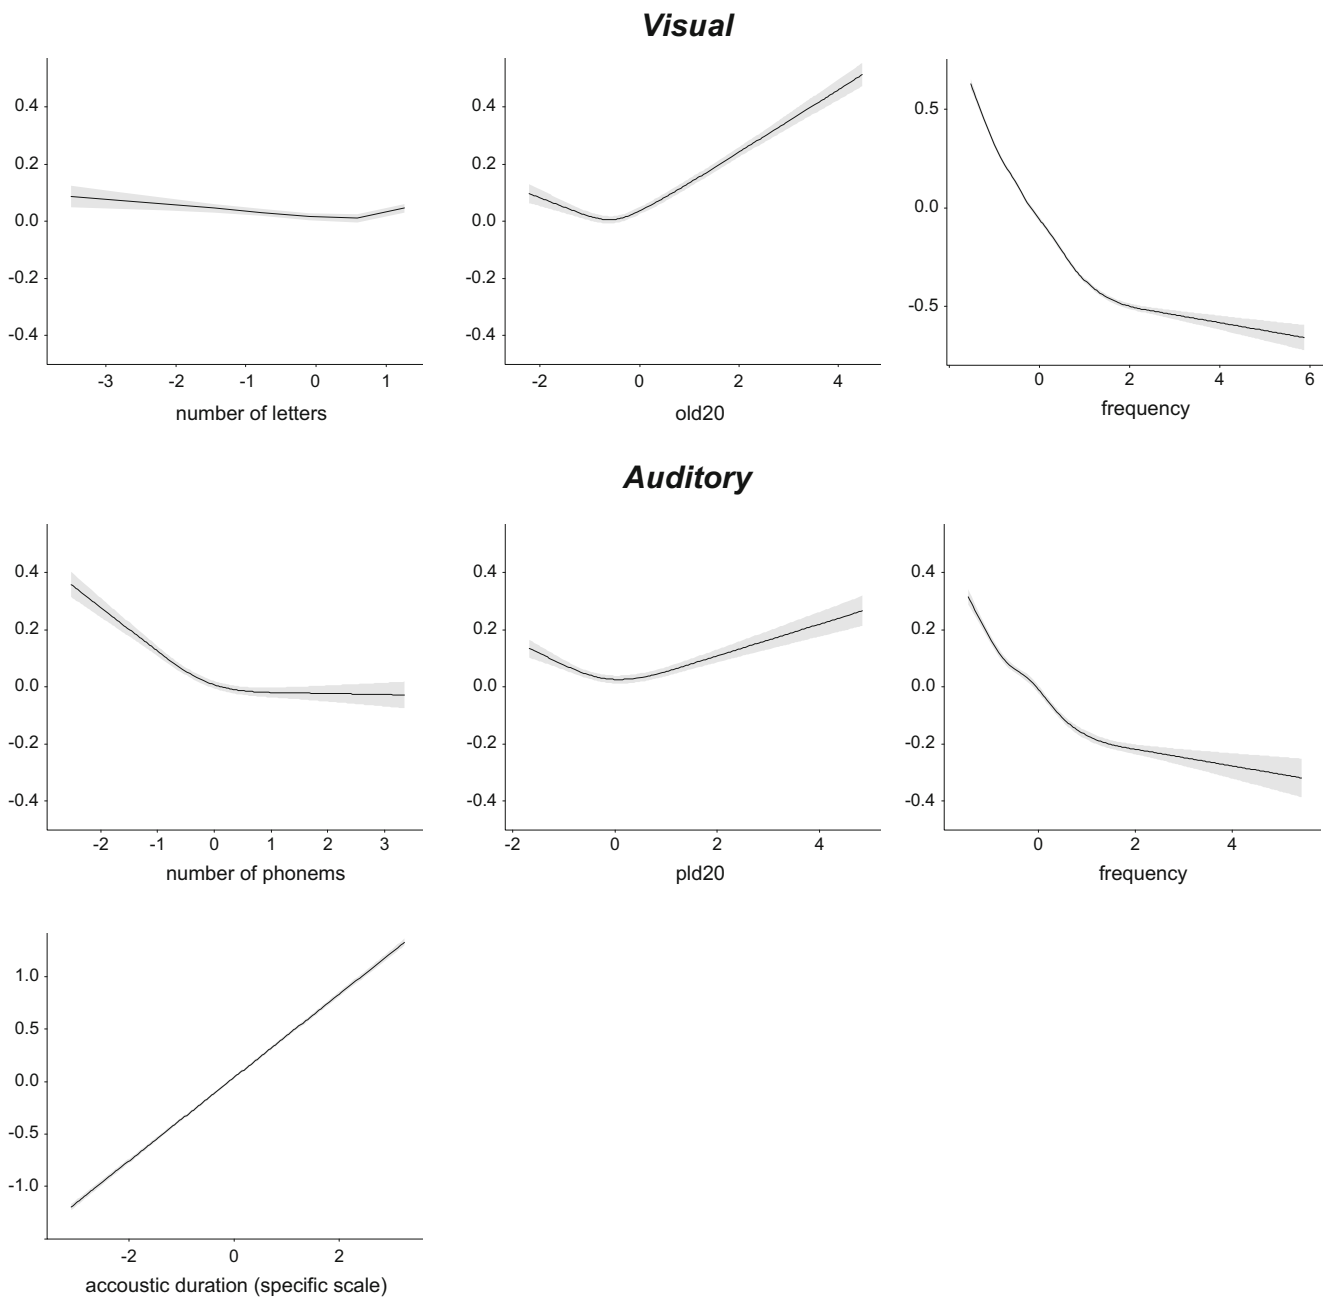 Visual
0.4
0.2
0.0
-0.2
-0.4
-3 -2 -1 0 1
number of letters
0.4
0.2
0.0
-0.2
-0.4
-2 0 2 4
old20
0.5
0.0
-0.5
0 2 4 6
frequency
Auditory
0.4
0.2
0.0
-0.2
-0.4
-2 -1 0 1 2 3
number of phonems
0.4
0.2
0.0
-0.2
-0.4
-2 0 2 4
pld20
0.4
0.2
0.0
-0.2
-0.4
0 2 4
frequency
1.0
0.5
0.0
-0.5
-1.0
-2 0 2
accoustic duration (specific scale)